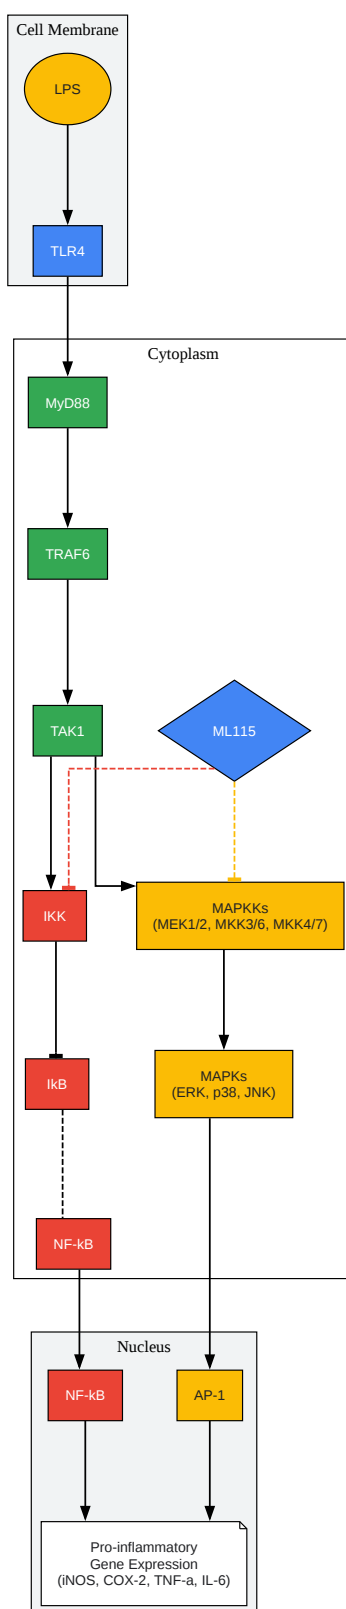 Cell Membrane
LPS
TLR4
Cytoplasm
MyD88
TRAF6
TAK1
ML115
IKK
MAPKKs
(MEK1/2, MKK3/6, MKK4/7)
IkB
MAPKs
(ERK, p38, JNK)
NF-kB
Nucleus
NF-kB
AP-1
Pro-inflammatory
Gene Expression
(iNOS, COX-2, TNF-a, IL-6)